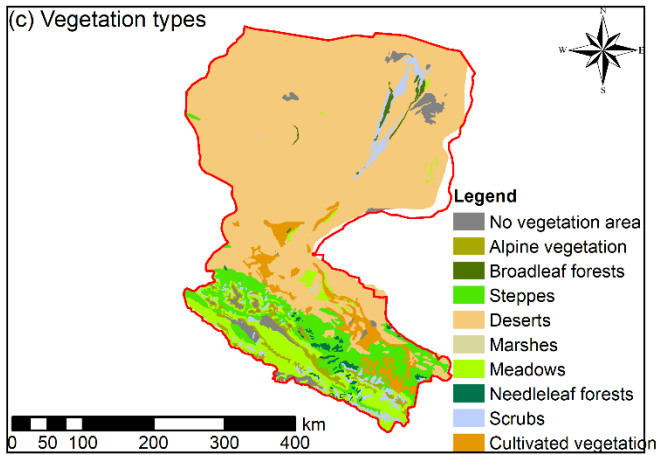 (c) Vegetation types
N
W E
S
Legend
No vegetation area
Alpine vegetation
Broadleaf forests
Steppes
Deserts
Marshes
Meadows
Needleleaf forests
Scrubs
Cultivated vegetation
km
0 50 100 200 300 400